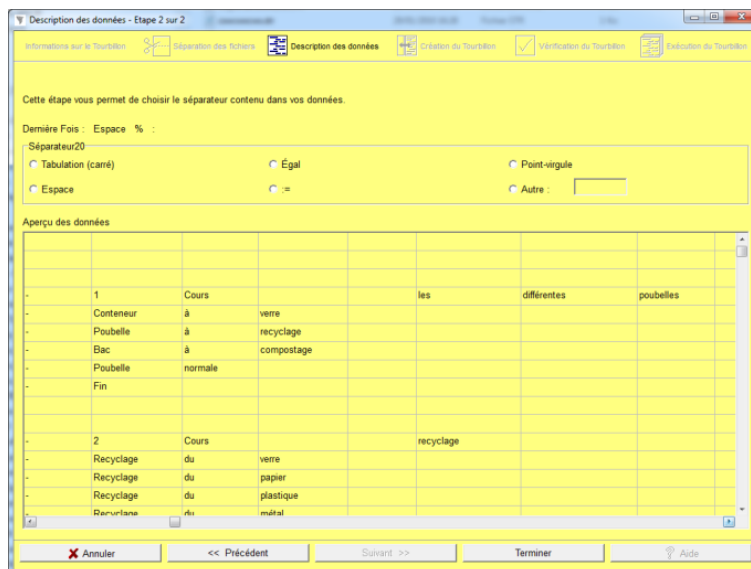 Description des données - Etape 2 sur 2
Informations sur le Tourbillon Séparation des fichiers Description des données Création du Tourbillon Vérification du Tourbillon Exécution du Tourbillon
Cette étape vous permet de choisir le séparateur contenu dans vos données.
Dernière Fois : Espace % :
Séparateur20
Tabulation (carré) Égal Point-virgule
Espace := Autre :
Aperçu des données
- 1 Cours les différentes poubelles
- Conteneur à verre
- Poubelle à recyclage
- Bac à compostage
- Poubelle normale
- Fin
- 2 Cours recyclage
- Recyclage du verre
- Recyclage du papier
- Recyclage du plastique
- Recyclage du métal
Annuler << Précédent Suivant >> Terminer Aide